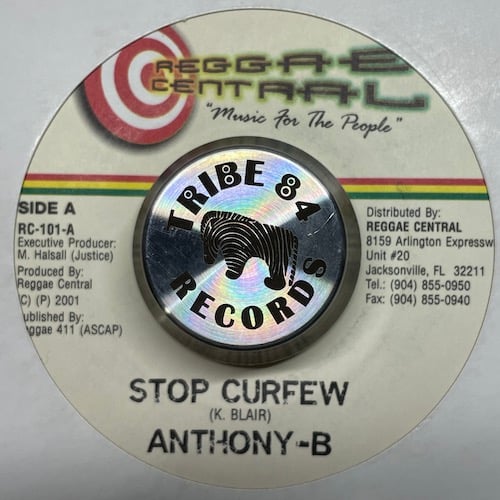 REGGAE
CENTRAL
"Music For The People"
SIDE A
RC-101-A
Executive Producer:
M. Halsall (Justice)
Produced By:
Reggae Central
C) (P) 2001
ublished By:
ggae 411 (ASCAP)
Distributed By:
REGGAE CENTRAL
8159 Arlington Expressw
Unit #20
Jacksonville, FL 32211
Tel.: (904) 855-0950
Fax: (904) 855-0940
TRIBE 84
RECORDS
STOP CURFEW
(K. BLAIR)
ANTHONY-B